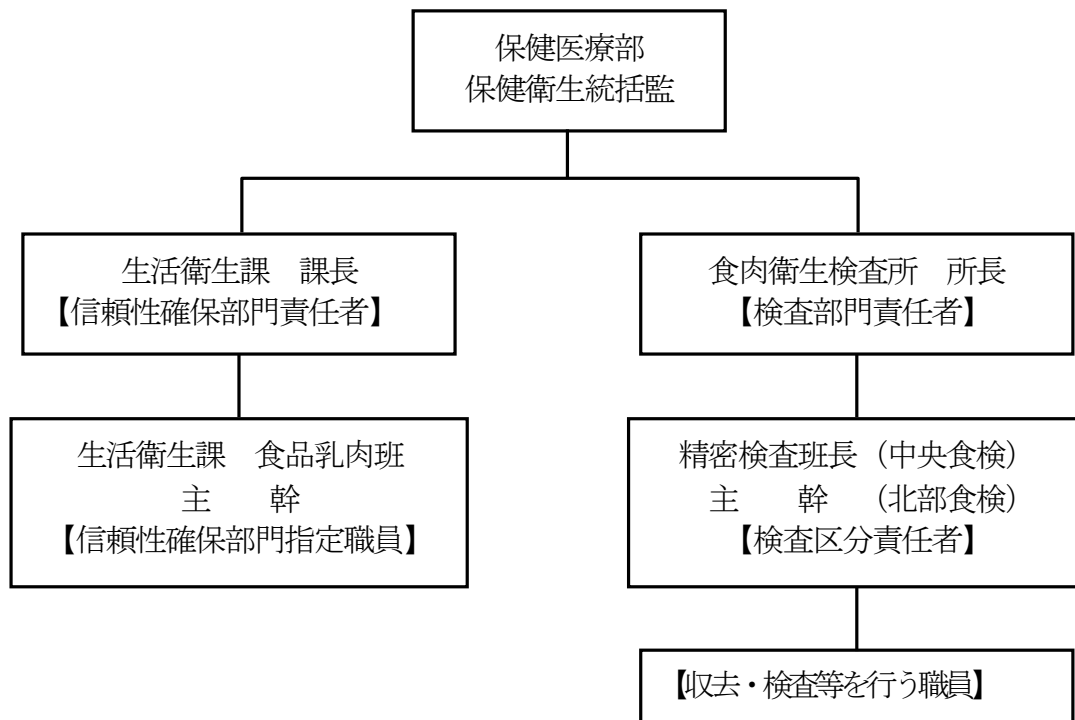 保健医療部
保健衛生統括監
生活衛生課　課長
【信頼性確保部門責任者】
食肉衛生検査所　所長
【検査部門責任者】
生活衛生課　食品乳肉班
主　　幹
【信頼性確保部門指定職員】
精密検査班長（中央食検）
主　　幹　（北部食検）
【検査区分責任者】
【収去・検査等を行う職員】